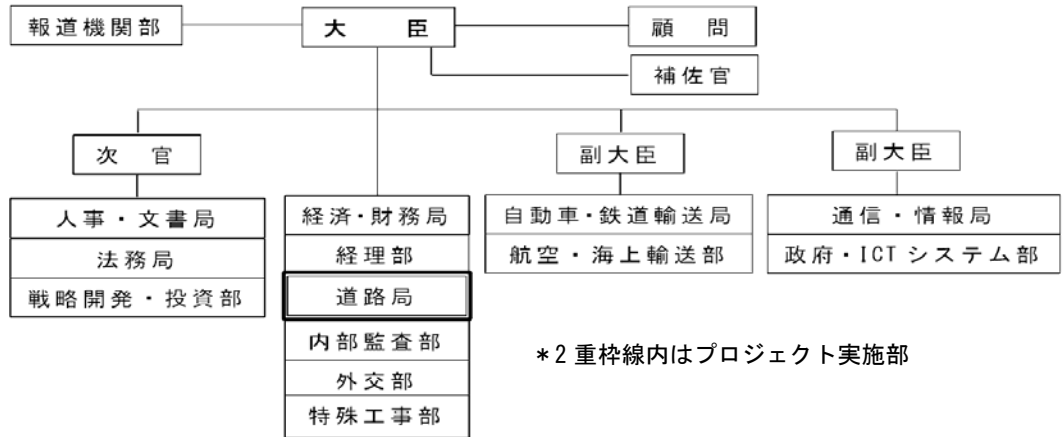 報道機関部
大 臣
顧 問
補佐官
次 官
副大臣
副大臣
人事・文書局
法務局
戦略開発・投資部
経済・財務局
経理部
道路局
内部監査部
外交部
特殊工事部
自動車・鉄道輸送局
航空・海上輸送部
通信・情報局
政府・ICT システム部
*2 重枠線内はプロジェクト実施部